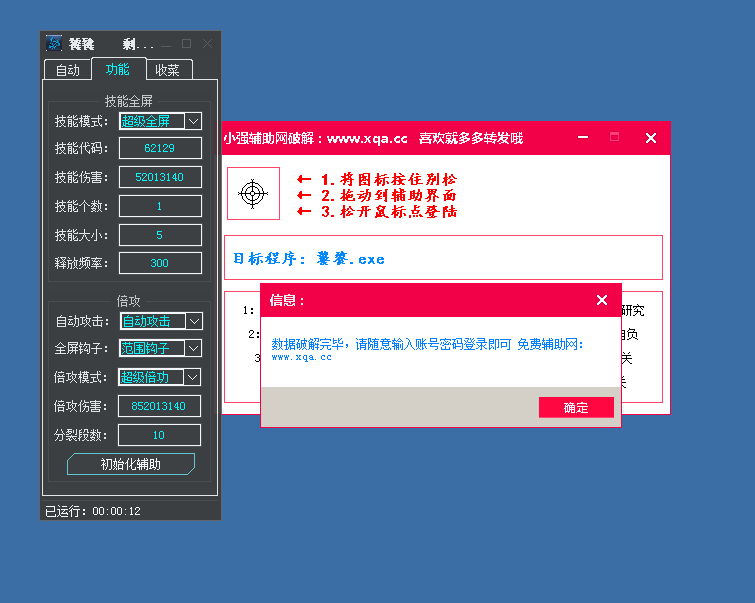 饕餮 剩...
自动 功能 收菜
技能全屏
技能模式： 超级全屏
技能代码： 62129
技能伤害： 52013140
技能个数： 1
技能大小： 5
释放频率： 300
倍攻
自动攻击： 自动攻击
全屏钩子： 范围钩子
倍攻模式： 超级倍功
倍攻伤害： 852013140
分裂段数： 10
初始化辅助
已运行：00:00:12
小强辅助网破解：www.xqa.cc 喜欢就多多转发哦
← 1.将图标按住别松
← 2.拖动到辅助界面
← 3.松开鼠标点登陆
目标程序：饕餮.exe
1： 研究
2： 自负
3 关
关
信息：
数据破解完毕，请随意输入账号密码登录即可 免费辅助网：
www.xqa.cc
确定